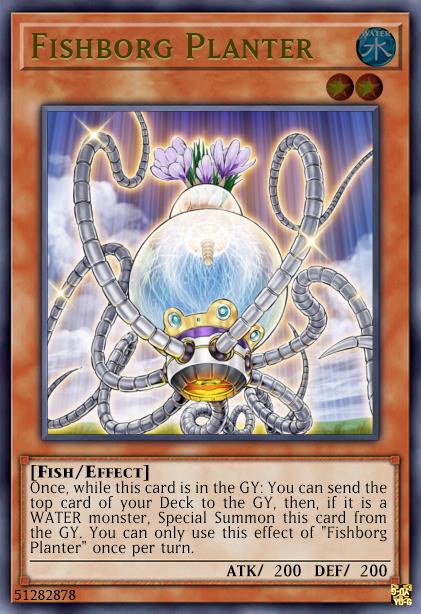 Fishborg Planter
WATER
水
[Fish/Effect]
Once, while this card is in the GY: You can send the
top card of your Deck to the GY, then, if it is a
WATER monster, Special Summon this card from
the GY. You can only use this effect of "Fishborg
Planter" once per turn.
ATK/ 200 DEF/ 200
51282878